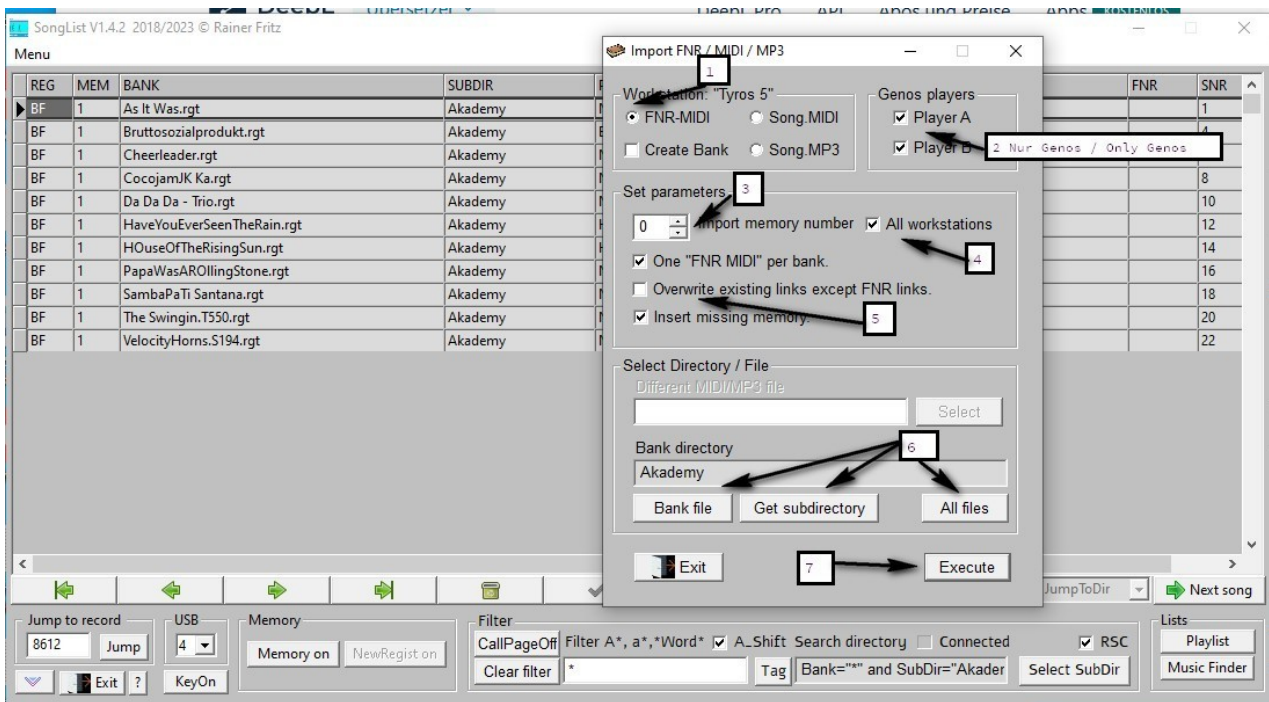 DeepL Übersetzer DeepL Pro API Abos und Preise Apps KOSTENLOS
SongList V1.4.2 2018/2023 © Rainer Fritz
Menu
REG MEM BANK SUBDIR FNR SNR
BF 1 As It Was.rgt Akademy 1
BF 1 Bruttosozialprodukt.rgt Akademy
BF 1 Cheerleader.rgt Akademy
BF 1 CocojamJK Ka.rgt Akademy 8
BF 1 Da Da Da - Trio.rgt Akademy 10
BF 1 HaveYouEverSeenTheRain.rgt Akademy 12
BF 1 HOuseOfTheRisingSun.rgt Akademy 14
BF 1 PapaWasAROllingStone.rgt Akademy 16
BF 1 SambaPaTi Santana.rgt Akademy 18
BF 1 The Swingin.T550.rgt Akademy 20
BF 1 VelocityHorns.S194.rgt Akademy 22
Import FNR / MIDI / MP3
1
Workstation: "Tyros 5"
FNR-MIDI Song.MIDI
Create Bank Song.MP3
Genos players
Player A
Player B
2 Nur Genos / Only Genos
Set parameters
3
0 Import memory number All workstations
4
One "FNR MIDI" per bank.
Overwrite existing links except FNR links.
5
Insert missing memory.
Select Directory / File
Different MIDI/MP3 file
Select
Bank directory
6
Akademy
Bank file Get subdirectory All files
Exit 7 Execute
JumpToDir Next song
Jump to record
8612 Jump
Exit ? KeyOn
USB
4
Memory
Memory on NewRegist on
Filter
CallPageOff Filter A*, a*,*Word* A_Shift Search directory Connected RSC
Clear filter * Tag Bank="*" and SubDir="Akader Select SubDir
Lists
Playlist
Music Finder